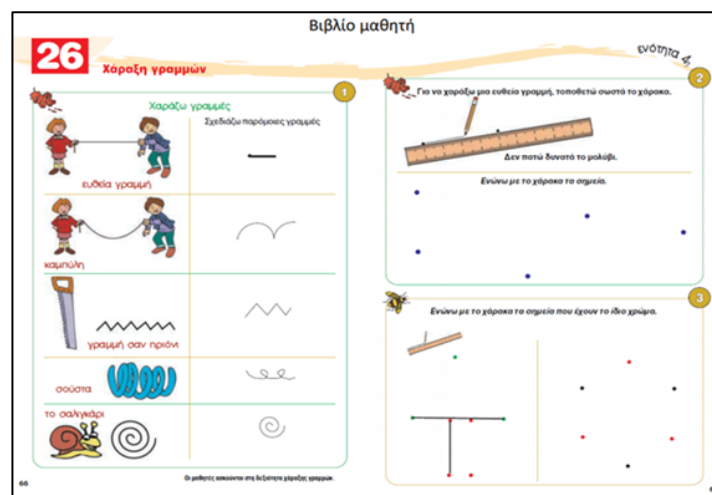 Βιβλίο μαθητή
26
Χάραξη γραμμών
ενότητα 4,
1
Χαράζω γραμμές
Σχεδιάζω παρόμοιες γραμμές
ευθεία γραμμή
καμπύλη
γραμμή σαν πριόνι
σούστα
το σαλιγκάρι
Οι μαθητές ασκούνται στη δεξιότητα χάραξης γραμμών.
66
2
Για να χαράξω μια ευθεία γραμμή, τοποθετώ σωστά το χάρακα.
Δεν πατώ δυνατά το μολύβι.
Ενώνω με το χάρακα τα σημεία.
3
Ενώνω με το χάρακα τα σημεία που έχουν το ίδιο χρώμα.